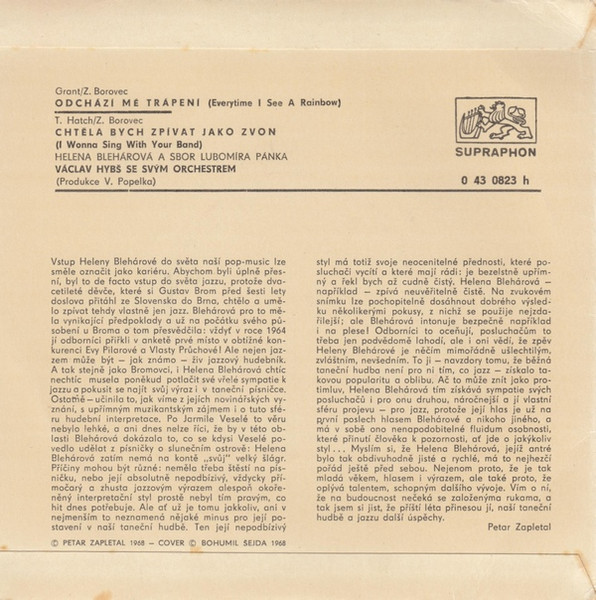 Grant/Z. Borovec
ODCHÁZÍ MÉ TRÁPENÍ (Everytime I See A Rainbow)
T. Hatch/Z. Borovec
CHTĚLA BYCH ZPÍVAT JAKO ZVON
(I Wonna Sing With Your Band)
HELENA BLEHÁROVÁ A SBOR LUBOMÍRA PÁNKA
VÁCLAV HYBŠ SE SVÝM ORCHESTREM
(Produkce V. Popelka)
SUPRAPHON
0 43 0823 h
Vstup Heleny Blehárové do světa naší pop-music lze
směle označit jako kariéru. Abychom byli úplně přes-
ní, byl to de facto vstup do světa jazzu, protože dva-
cetileté děvče, které si Gustav Brom před šesti lety
doslova přitáhl ze Slovenska do Brna, chtělo a umě-
lo zpívat tehdy vlastně jen jazz. Blehárová pro to mě-
la vynikající předpoklady a už na počátku svého pů-
sobení u Broma o tom přesvědčila: vždyť v roce 1964
jí odborníci přiřkli v anketě prvé místo v obtížné kon-
kurenci Evy Pilarové a Vlasty Průchové! Ale nejen jaz-
zem může být – jak známo – živ jazzový hudebník.
A tak stejně jako Bromovci, i Helena Blehárová chtíc
nechtíc musela poněkud potlačit své vřelé sympatie k
jazzu a pokusit se najít svůj výraz i v taneční písničce.
Ostatně – učinila to, jak víme z jejích novinářských vy-
znání, s upřímným muzikantským zájmem i o tuto sfé-
ru hudební interpretace. Po Jarmile Veselé to věru
nebylo lehké, a ani dnes nelze říci, že by v této ob-
lasti Blehárová dokázala to, co se kdysi Veselé po-
vedlo udělat z písničky o slunečním ostrově: Helena
Blehárová zatím nemá na kontě „svůj" velký šlágr.
Příčiny mohou být různé: neměla třeba štěstí na pís-
ničku, nebo její absolutně nepodbízivý, vždycky pří-
močarý a zhusta jazzovým výrazem alespoň okoře-
něný interpretační styl prostě nebyl tím pravým, co
hit dnes potřebuje. Ale ať už je tomu jakkoliv, ani v
nejmenším to neznamená nějaké minus pro její po-
stavení v naší taneční hudbě. Ten její nepodbízivý
styl má totiž svoje neocenitelné přednosti, které po-
sluchači vycítí a které mají rádi: je bezelstně upřím-
ný a řekl bych až cudně čistý. Helena Blehárová –
například – zpívá neuvěřitelně čistě. Na zvukovém
snímku lze pochopitelně dosáhnout dobrého výsled-
ku několikerými pokusy, z nichž se použije nejzda-
řilejší; ale Blehárová intonuje bezpečně například
i na plese! Odborníci to oceňují, posluchačům to
třeba jen podvědomě lahodí, ale i oni vědí, že zpěv
Heleny Blehárové je něčím mimořádně ušlechtilým,
zvláštním, nevšedním. To jí – navzdory tomu, že běžná
taneční hudba není pro ni tím, co jazz – získalo ta-
kovou popularitu a oblibu. Ač to může znít jako pro-
timluv, Helena Blehárová tím získává sympatie svých
posluchačů i pro onu druhou, náročnější a jí vlastní
sféru projevu – pro jazz, protože její hlas je už na
první poslech hlasem Blehárové a nikoho jiného, a
má v sobě ono nenapodobitelné fluidum osobnosti,
které přinutí člověka k pozornosti, ať jde o jakýkoliv
styl... Myslím si, že Helena Blehárová, jejíž antré
bylo tak obdivuhodně jisté a rychlé, má to nejhezčí
pořád ještě před sebou. Nejenom proto, že je tak
mladá věkem, hlasem i výrazem, ale také proto, že
oplývá talentem, schopným dalšího vývoje. Vím o ní,
že na budoucnost nečeká se založenýma rukama, a
tak jsem si jist, že příští léta přinesou jí, naší taneční
hudbě a jazzu další úspěchy.
Petar Zapletal
© PETAR ZAPLETAL 1968 – COVER © BOHUMIL ŠEJDA 1968